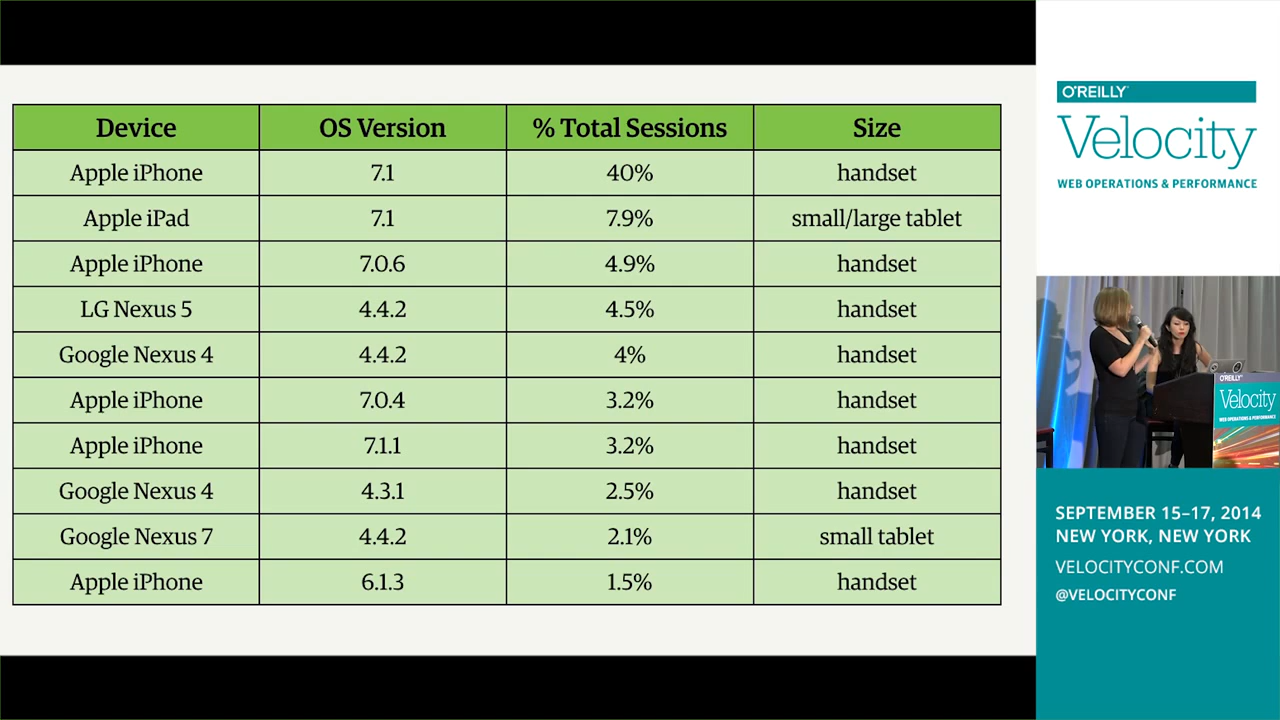 Device OS Version % Total Sessions Size
Apple iPhone 7.1 40% handset
Apple iPad 7.1 7.9% small/large tablet
Apple iPhone 7.0.6 4.9% handset
LG Nexus 5 4.4.2 4.5% handset
Google Nexus 4 4.4.2 4% handset
Apple iPhone 7.0.4 3.2% handset
Apple iPhone 7.1.1 3.2% handset
Google Nexus 4 4.3.1 2.5% handset
Google Nexus 7 4.4.2 2.1% small tablet
Apple iPhone 6.1.3 1.5% handset
O'REILLY
Velocity
WEB OPERATIONS & PERFORMANCE
O'REILLY
Velocity
WEB OPERATIONS & PERFORMANCE
SEPTEMBER 15–17, 2014
NEW YORK, NEW YORK
VELOCITYCONF.COM
@VELOCITYCONF